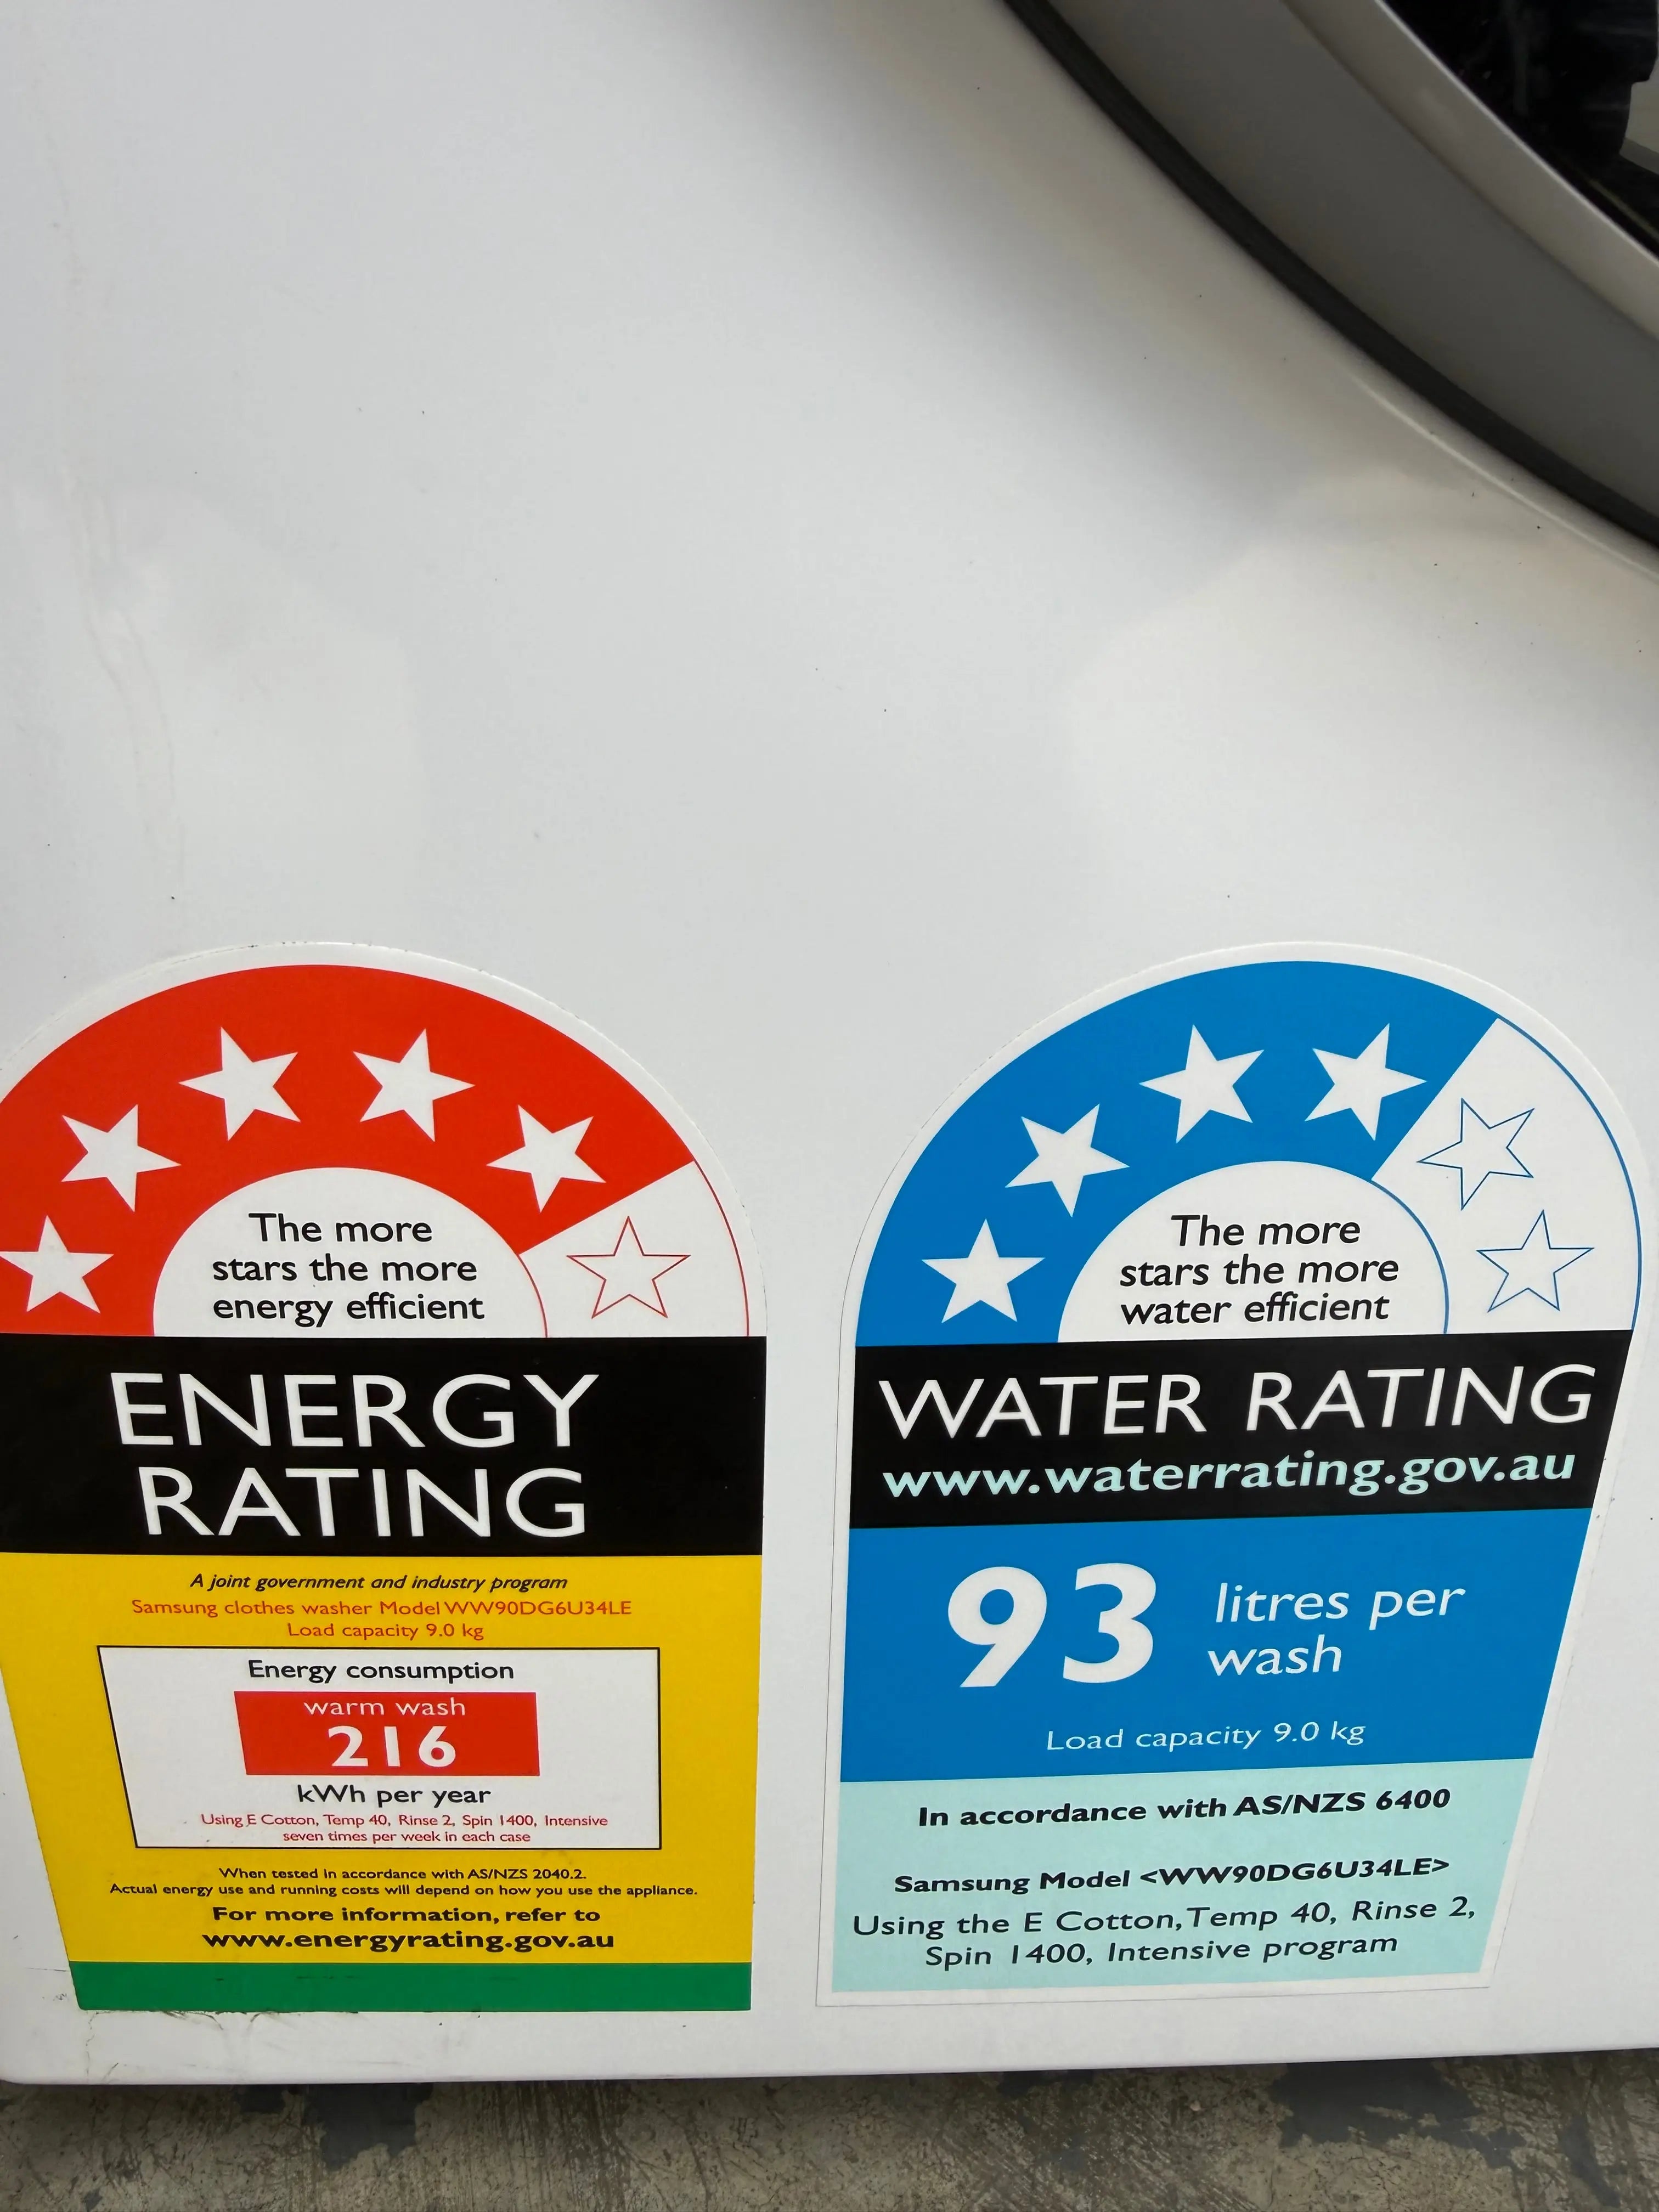 The more
stars the more
energy efficient
ENERGY
RATING
A joint government and industry program
Samsung clothes washer Model WW90DG6U34LE
Load capacity 9.0 kg
Energy consumption
warm wash
216
kWh per year
Using E Cotton, Temp 40, Rinse 2, Spin 1400, Intensive
seven times per week in each case
When tested in accordance with AS/NZS 2040.2.
Actual energy use and running costs will depend on how you use the appliance.
For more information, refer to
www.energyrating.gov.au
The more
stars the more
water efficient
WATER RATING
www.waterrating.gov.au
93 litres per
wash
Load capacity 9.0 kg
In accordance with AS/NZS 6400
Samsung Model <WW90DG6U34LE>
Using the E Cotton, Temp 40, Rinse 2,
Spin 1400, Intensive program